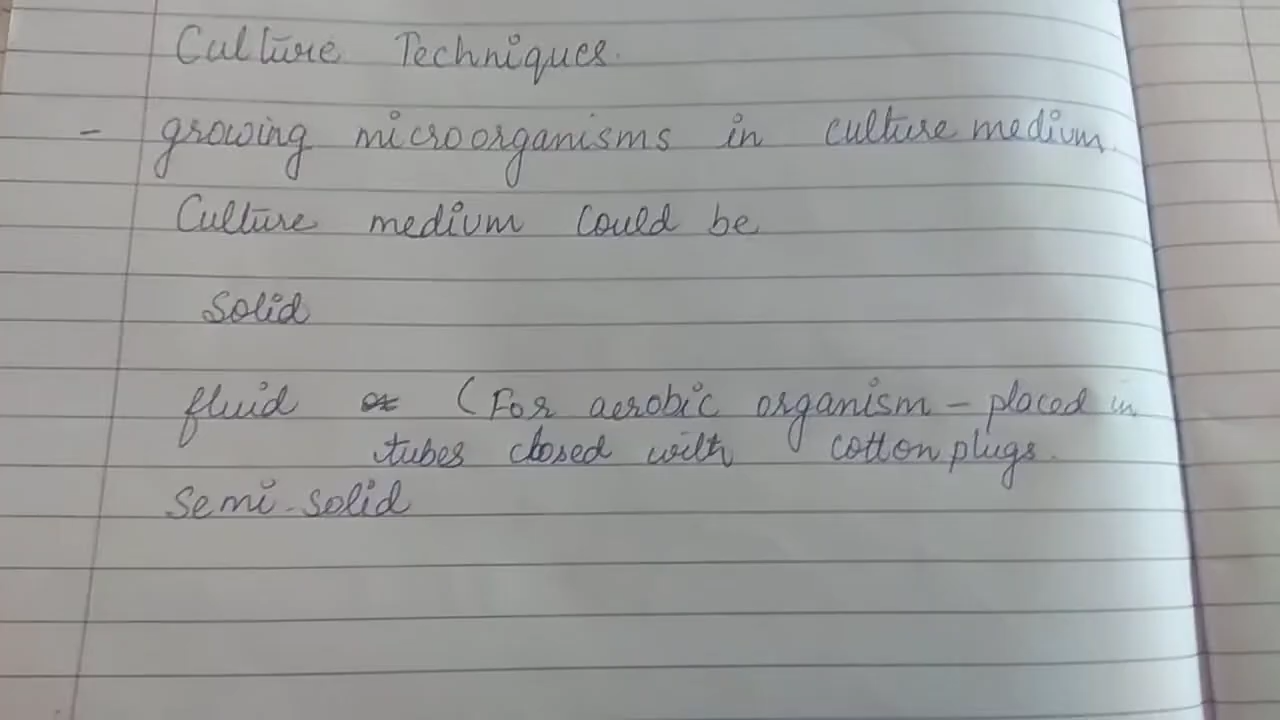 Culture Techniques.
- growing microorganisms in culture medium.
Culture medium could be
Solid
fluid (For aerobic organism - placed in
tubes closed with cotton plugs.
Semi-solid